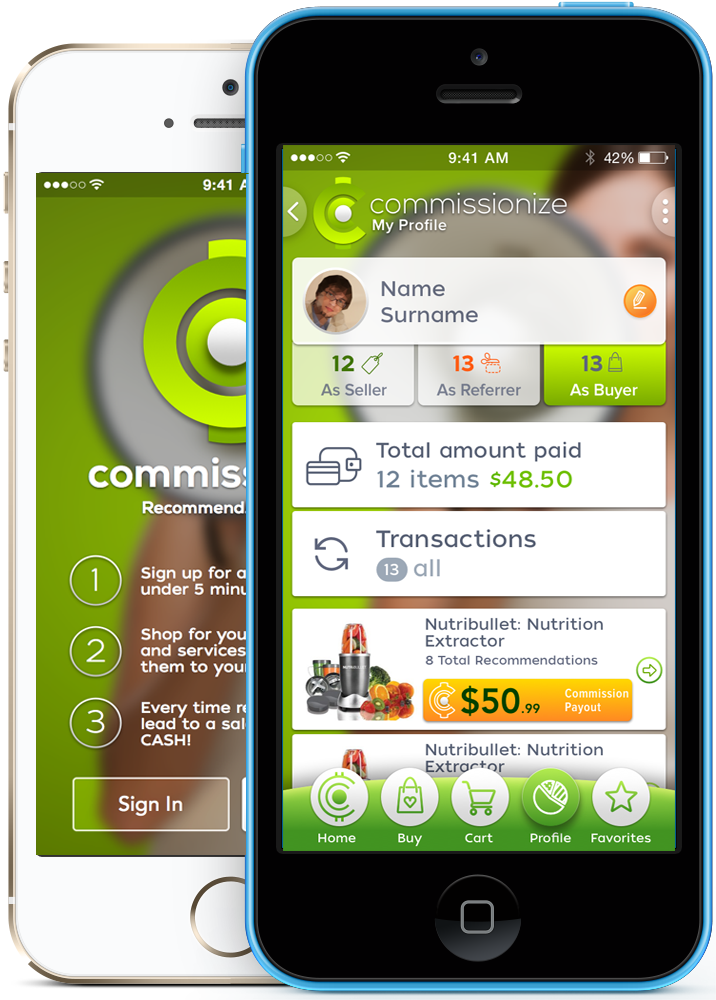 9:41 A
commiss
Recommend.
1
Sign up for a
under 5 minu
2
Shop for you
and services
them to you
3
Every time re
lead to a sal
CASH!
Sign In
9:41 AM
42%
commissionize
My Profile
Name
Surname
12
As Seller
13
As Referrer
13
As Buyer
Total amount paid
12 items $48.50
Transactions
13 all
Nutribullet: Nutrition
Extractor
8 Total Recommendations
$50.99
Commission
Payout
Nutribullet: Nutrition
Extractor
Home
Buy
Cart
Profile
Favorites